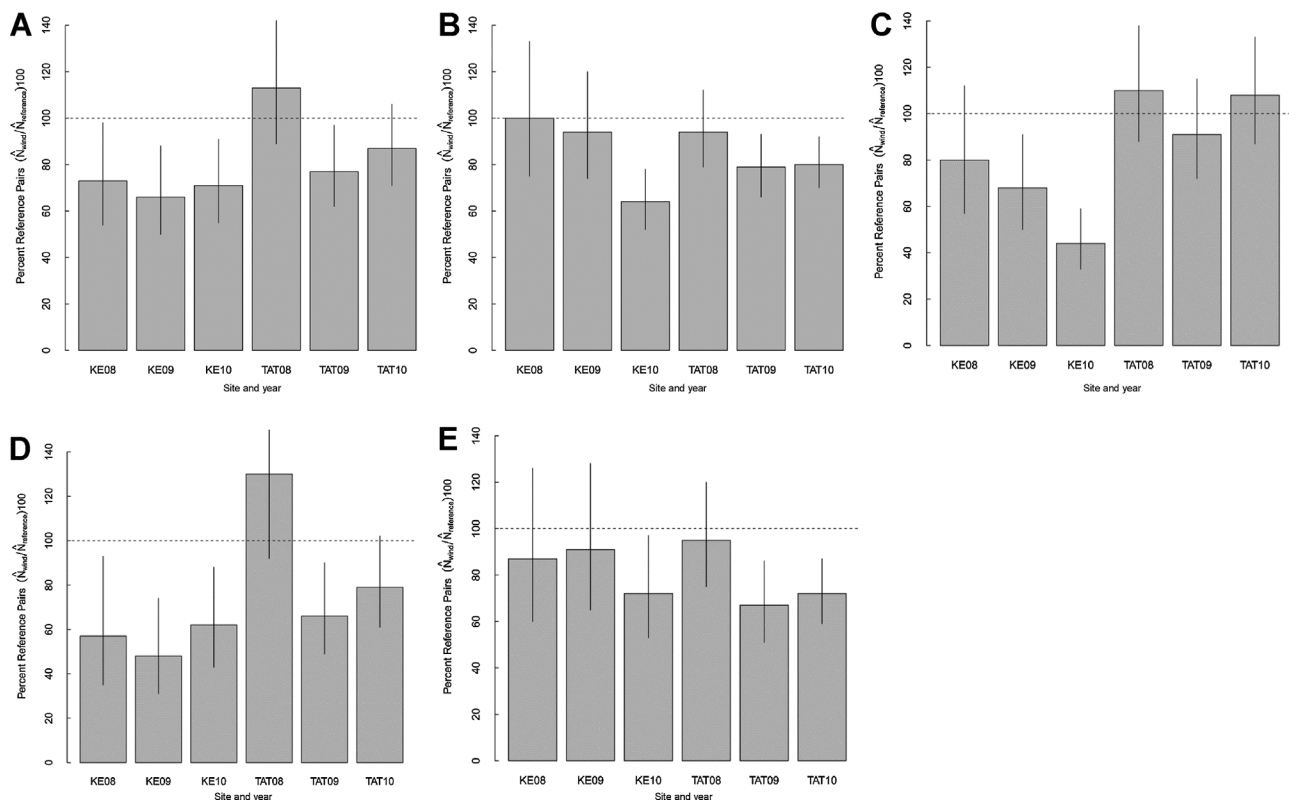 A
Percent Reference Pairs (N̂wind/N̂reference)100
0
20
40
60
80
100
120
140
KE08 KE09 KE10 TAT08 TAT09 TAT10
Site and year
B
Percent Reference Pairs (N̂wind/N̂reference)100
0
20
40
60
80
100
120
140
KE08 KE09 KE10 TAT08 TAT09 TAT10
Site and year
C
Percent Reference Pairs (N̂wind/N̂reference)100
0
20
40
60
80
100
120
140
KE08 KE09 KE10 TAT08 TAT09 TAT10
Site and year
D
Percent Reference Pairs (N̂wind/N̂reference)100
0
20
40
60
80
100
120
140
KE08 KE09 KE10 TAT08 TAT09 TAT10
Site and year
E
Percent Reference Pairs (N̂wind/N̂reference)100
0
20
40
60
80
100
120
140
KE08 KE09 KE10 TAT08 TAT09 TAT10
Site and year